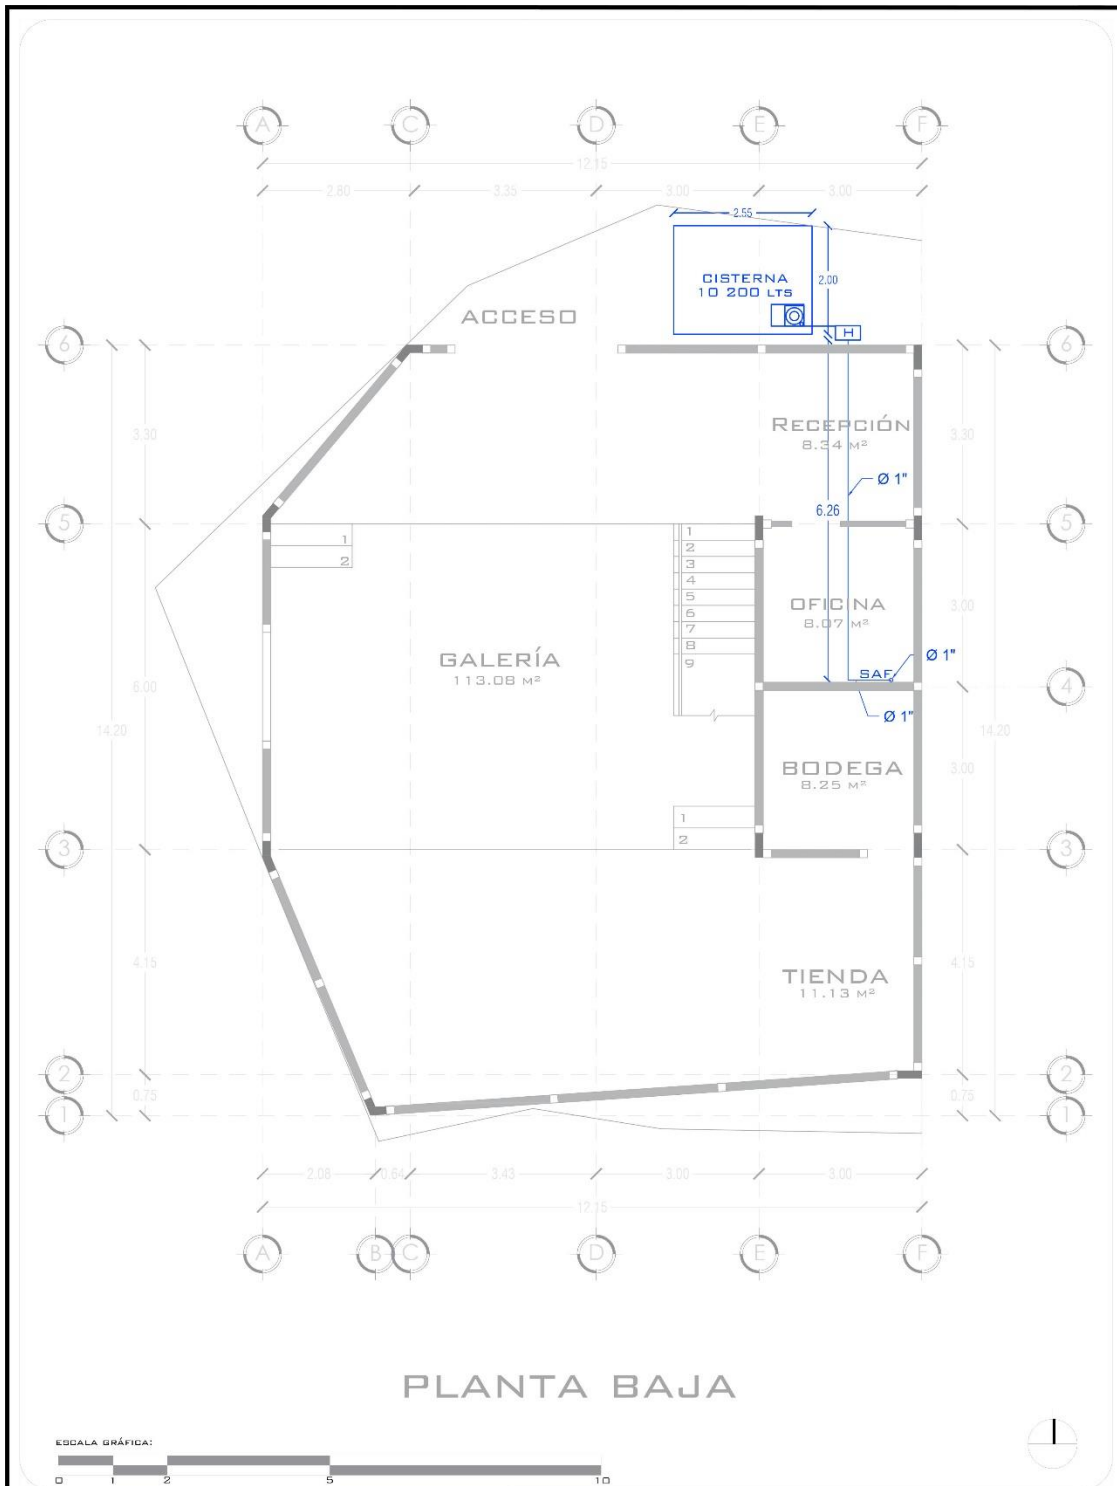 A C D E F
12.15
2.80 3.35 3.00 3.00
2.55
CISTERNA
10 200 LTS
2.00
ACCESO
H
6 6
3.30 3.30
RECEPCIÓN
8.34 M²
Ø 1"
6.26
5 5
1 1
2 2
3
4
5
6
7
8
9
OFICINA
8.07 M²
3.00
GALERÍA
113.08 M²
Ø 1"
SAF
6.00
4
Ø 1"
14.20 14.20
BODEGA
8.25 M²
3.00
1
2
3 3
4.15 4.15
TIENDA
11.13 M²
2 2
0.75 0.75
1 1
2.08 0.64 3.43 3.00 3.00
12.15
A B C D E F
PLANTA BAJA
ESCALA GRÁFICA:
0 1 2 5 10